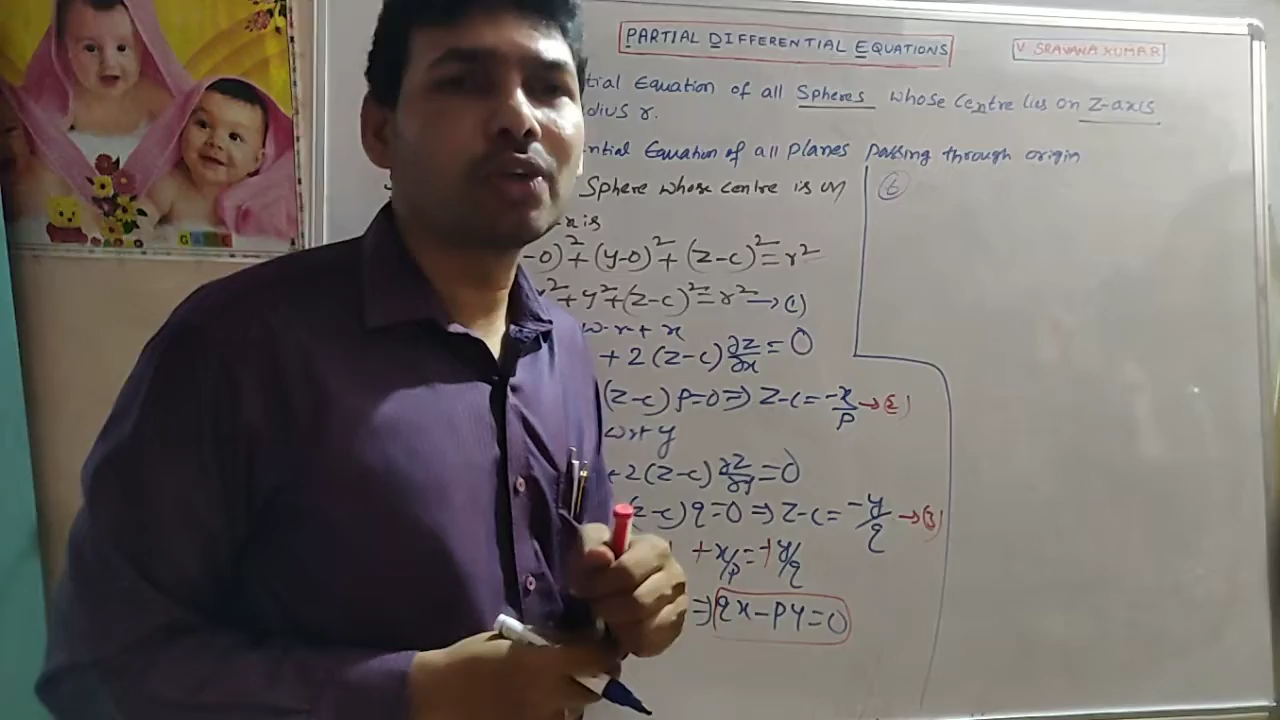 PARTIAL DIFFERENTIAL EQUATIONS
V SRAVANA KUMAR
tial Equation of all Spheres whose Centre lies on Z-axis
dius r.
ntial Equation of all planes passing through origin
Sphere whose centre is on
xis
-0)²+(y-0)²+(z-c)²=r²
x²+y²+(z-c)²=r² → (1)
w.r.t x
+ 2(z-c) ∂z/∂x = 0
(z-c) p=0 ⇒ z-c = -x/p → (2)
w.r.t y
+2(z-c) ∂z/∂y = 0
(z-c) q=0 ⇒ z-c = -y/q → (3)
+x/p = +y/q
⇒ qx-py=0
6